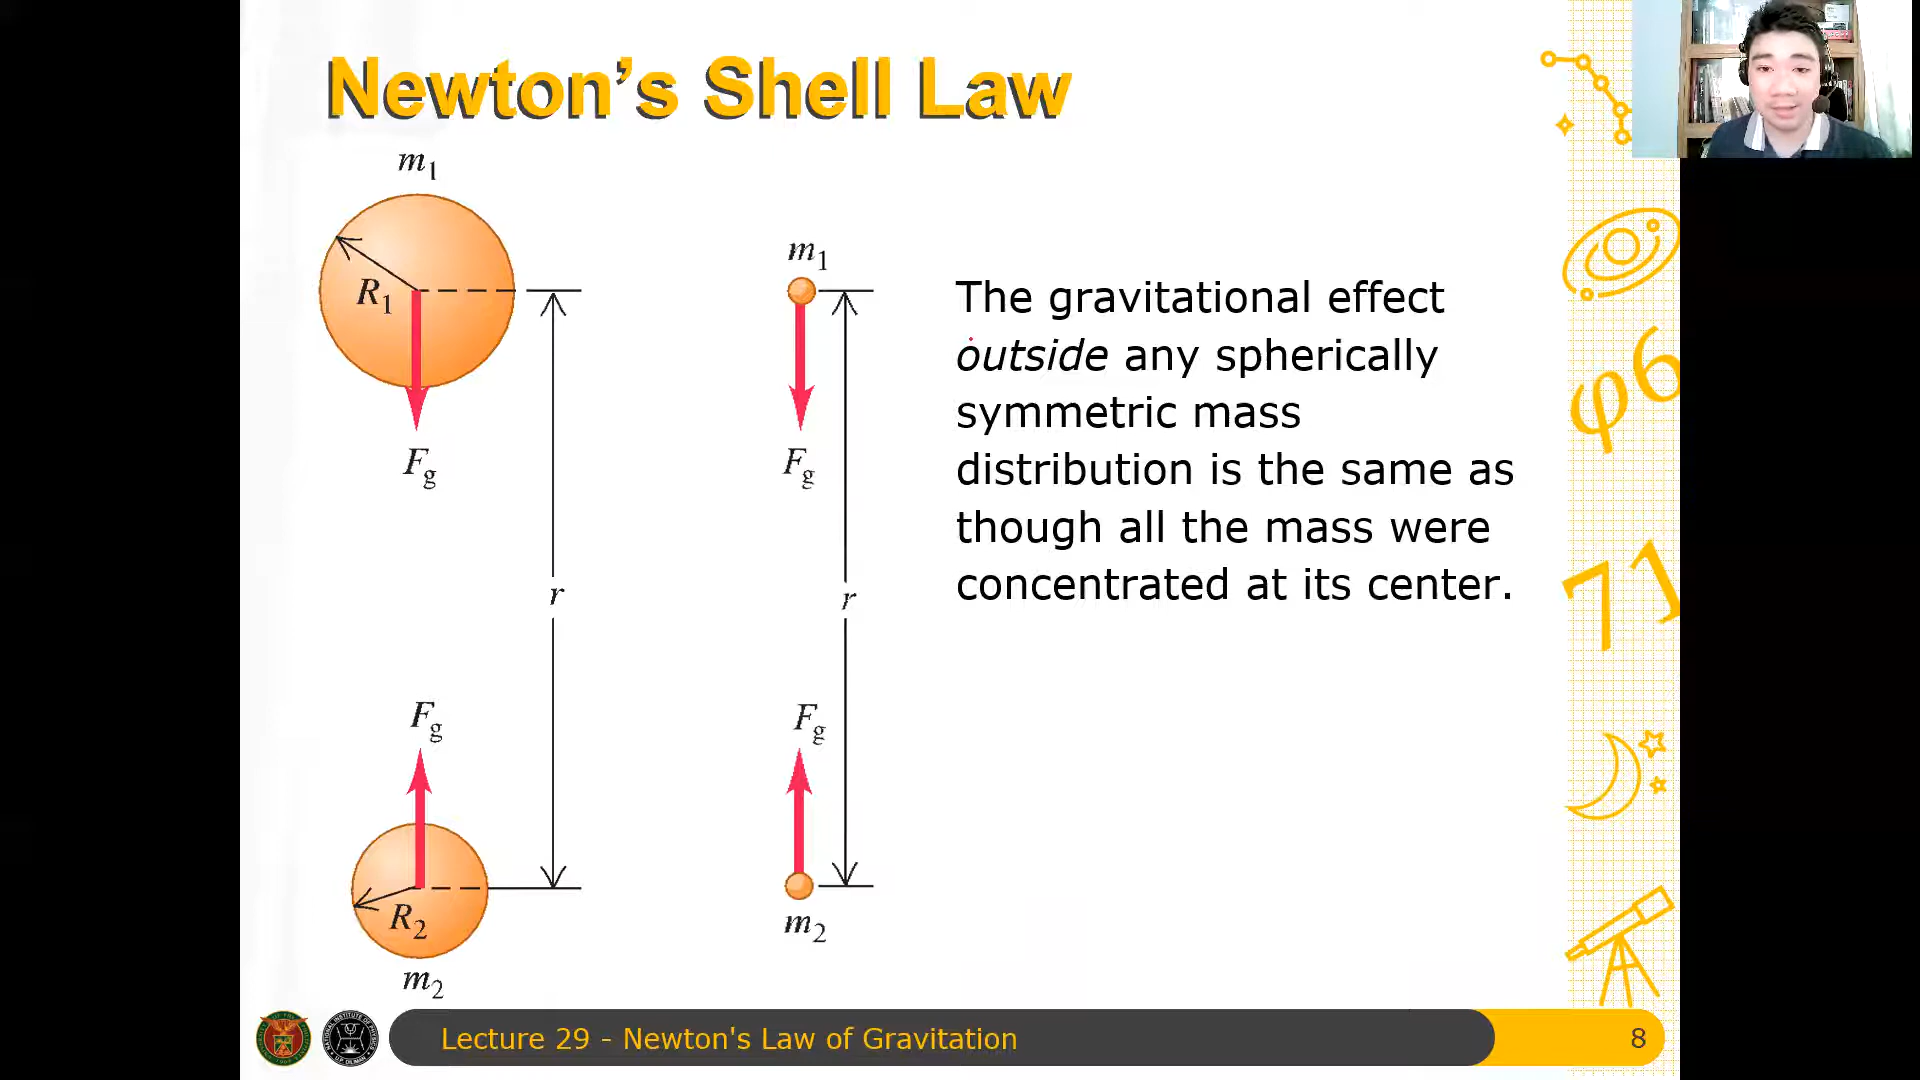 Newton's Shell Law
m₁
R₁
F_g
r
F_g
R₂
m₂
m₁
F_g
r
F_g
m₂
The gravitational effect
outside any spherically
symmetric mass
distribution is the same as
though all the mass were
concentrated at its center.
φ6
71
Lecture 29 - Newton's Law of Gravitation
8